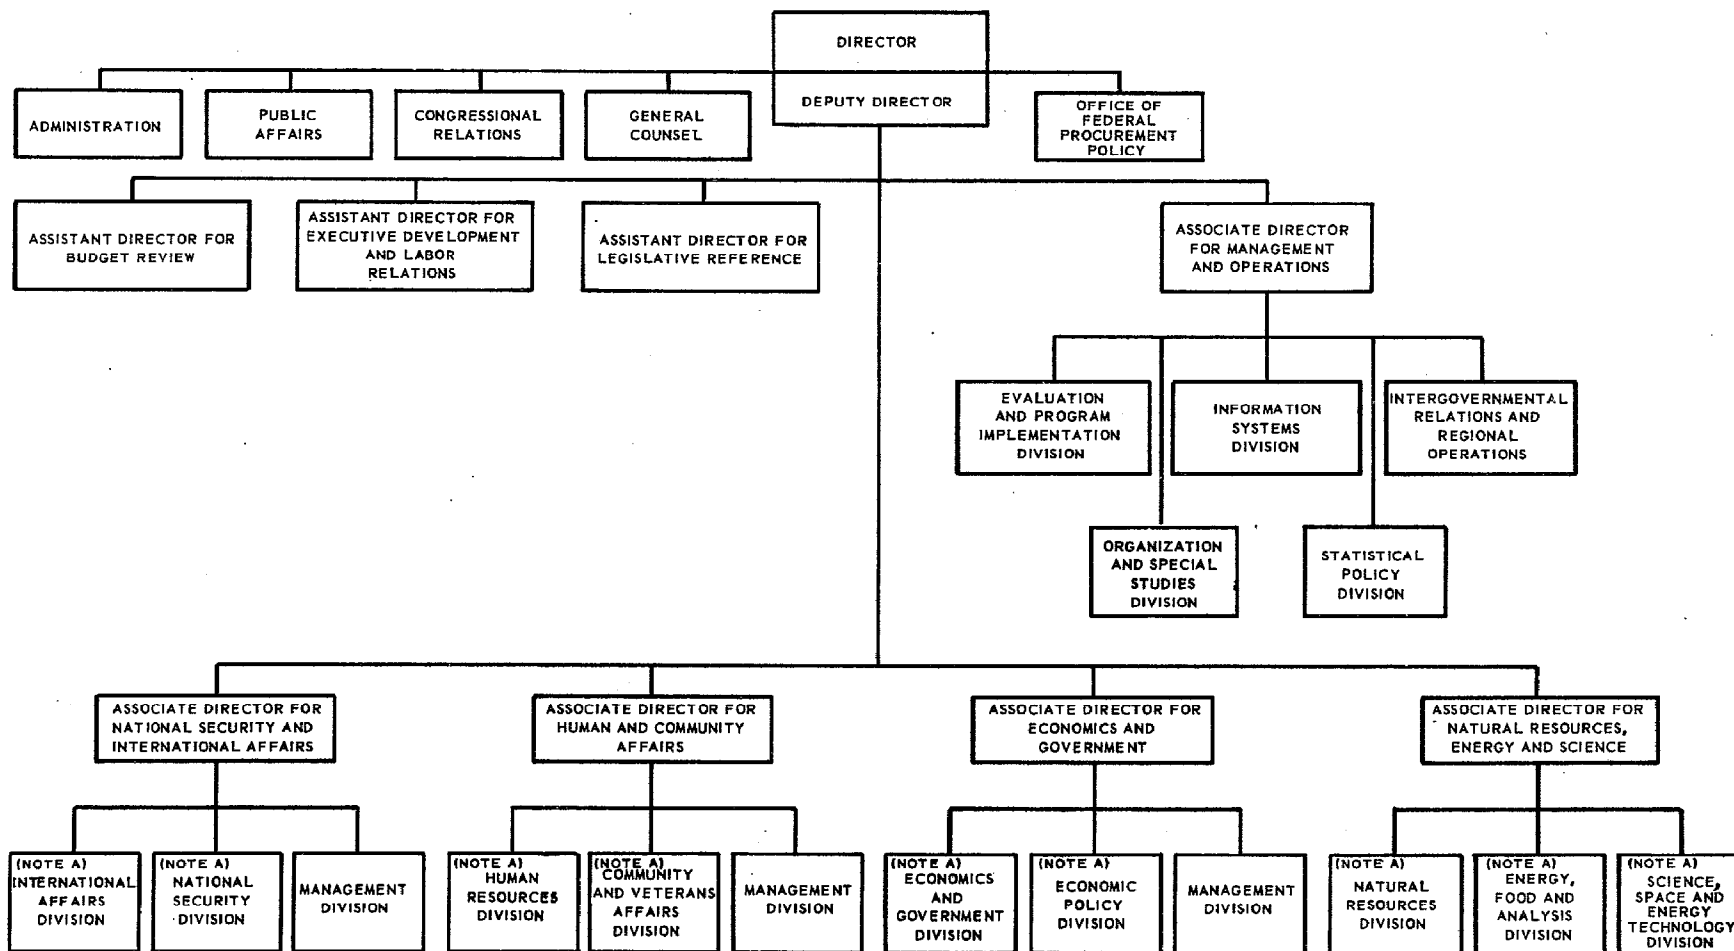 DIRECTOR
DEPUTY DIRECTOR
ADMINISTRATION
PUBLIC
AFFAIRS
CONGRESSIONAL
RELATIONS
GENERAL
COUNSEL
OFFICE OF
FEDERAL
PROCUREMENT
POLICY
ASSISTANT DIRECTOR FOR
BUDGET REVIEW
ASSISTANT DIRECTOR FOR
EXECUTIVE DEVELOPMENT
AND LABOR
RELATIONS
ASSISTANT DIRECTOR FOR
LEGISLATIVE REFERENCE
ASSOCIATE DIRECTOR
FOR MANAGEMENT
AND OPERATIONS
EVALUATION
AND PROGRAM
IMPLEMENTATION
DIVISION
INFORMATION
SYSTEMS
DIVISION
INTERGOVERNMENTAL
RELATIONS AND
REGIONAL
OPERATIONS
ORGANIZATION
AND SPECIAL
STUDIES
DIVISION
STATISTICAL
POLICY
DIVISION
ASSOCIATE DIRECTOR FOR
NATIONAL SECURITY AND
INTERNATIONAL AFFAIRS
ASSOCIATE DIRECTOR FOR
HUMAN AND COMMUNITY
AFFAIRS
ASSOCIATE DIRECTOR FOR
ECONOMICS AND
GOVERNMENT
ASSOCIATE DIRECTOR FOR
NATURAL RESOURCES,
ENERGY AND SCIENCE
(NOTE A)
INTERNATIONAL
AFFAIRS
DIVISION
(NOTE A)
NATIONAL
SECURITY
DIVISION
MANAGEMENT
DIVISION
(NOTE A)
HUMAN
RESOURCES
DIVISION
(NOTE A)
COMMUNITY
AND VETERANS
AFFAIRS
DIVISION
MANAGEMENT
DIVISION
(NOTE A)
ECONOMICS
AND
GOVERNMENT
DIVISION
(NOTE A)
ECONOMIC
POLICY
DIVISION
MANAGEMENT
DIVISION
(NOTE A)
NATURAL
RESOURCES
DIVISION
(NOTE A)
ENERGY,
FOOD AND
ANALYSIS
DIVISION
(NOTE A)
SCIENCE,
SPACE AND
ENERGY
TECHNOLOGY
DIVISION